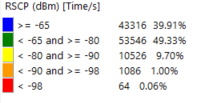 RSCP (dBm) [Time/s]
>= -65 43316 39.91%
< -65 and >= -80 53546 49.33%
< -80 and >= -90 10526 9.70%
< -90 and >= -98 1086 1.00%
< -98 64 0.06%